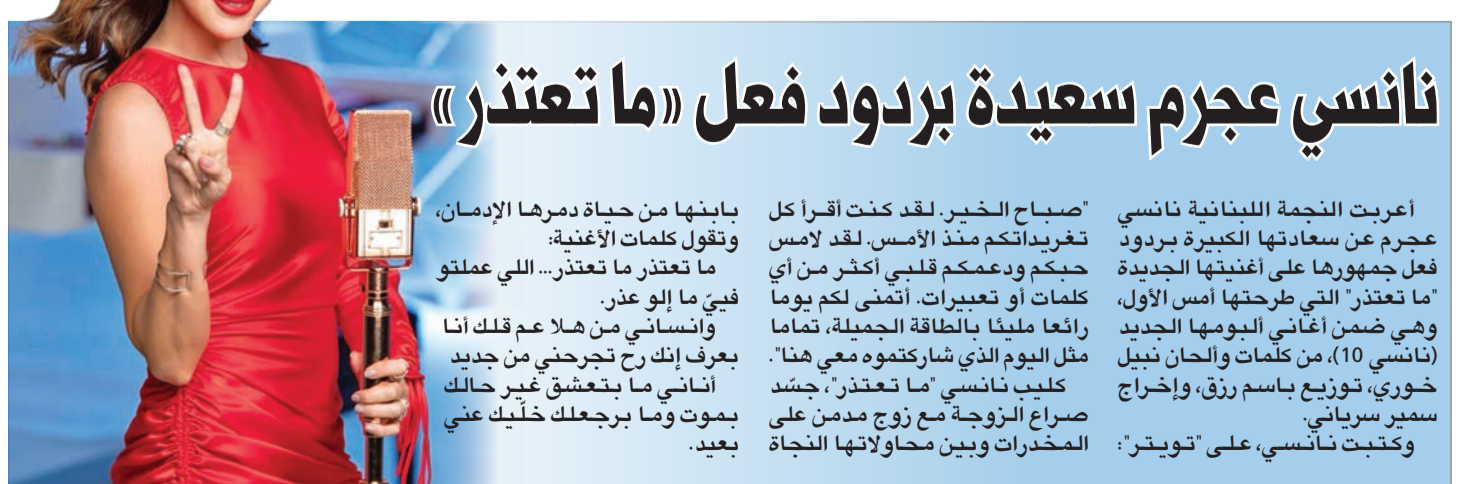 نانسي عجرم سعيدة بردود فعل «ما تعتذر»
أعربت النجمة اللبنانية نانسي
عجرم عن سعادتها الكبيرة بردود
فعل جمهورها على أغنيتها الجديدة
"ما تعتذر" التي طرحتها أمس الأول،
وهي ضمن أغاني ألبومها الجديد
(نانسي 10)، من كلمات وألحان نبيل
خوري، توزيع باسم رزق، وإخراج
سمير سرياني.
وكتبت نانسي، على "تويتر":
"صباح الخير. لقد كنت أقرأ كل
تغريداتكم منذ الأمس. لقد لامس
حبكم ودعمكم قلبي أكثر من أي
كلمات أو تعبيرات. أتمنى لكم يوما
رائعا مليئا بالطاقة الجميلة، تماما
مثل اليوم الذي شاركتموه معي هنا".
كليب نانسي "ما تعتذر"، جسّد
صراع الزوجة مع زوج مدمن على
المخدرات وبين محاولاتها النجاة
بابنها من حياة دمرها الإدمان،
وتقول كلمات الأغنية:
ما تعتذر ما تعتذر... اللي عملتو
فييّ ما إلو عذر.
وانساني من هلا عم قلك أنا
بعرف إنك رح تجرحني من جديد
أناني ما بتعشق غير حالك
بموت وما برجعلك خلّيك عني
بعيد.